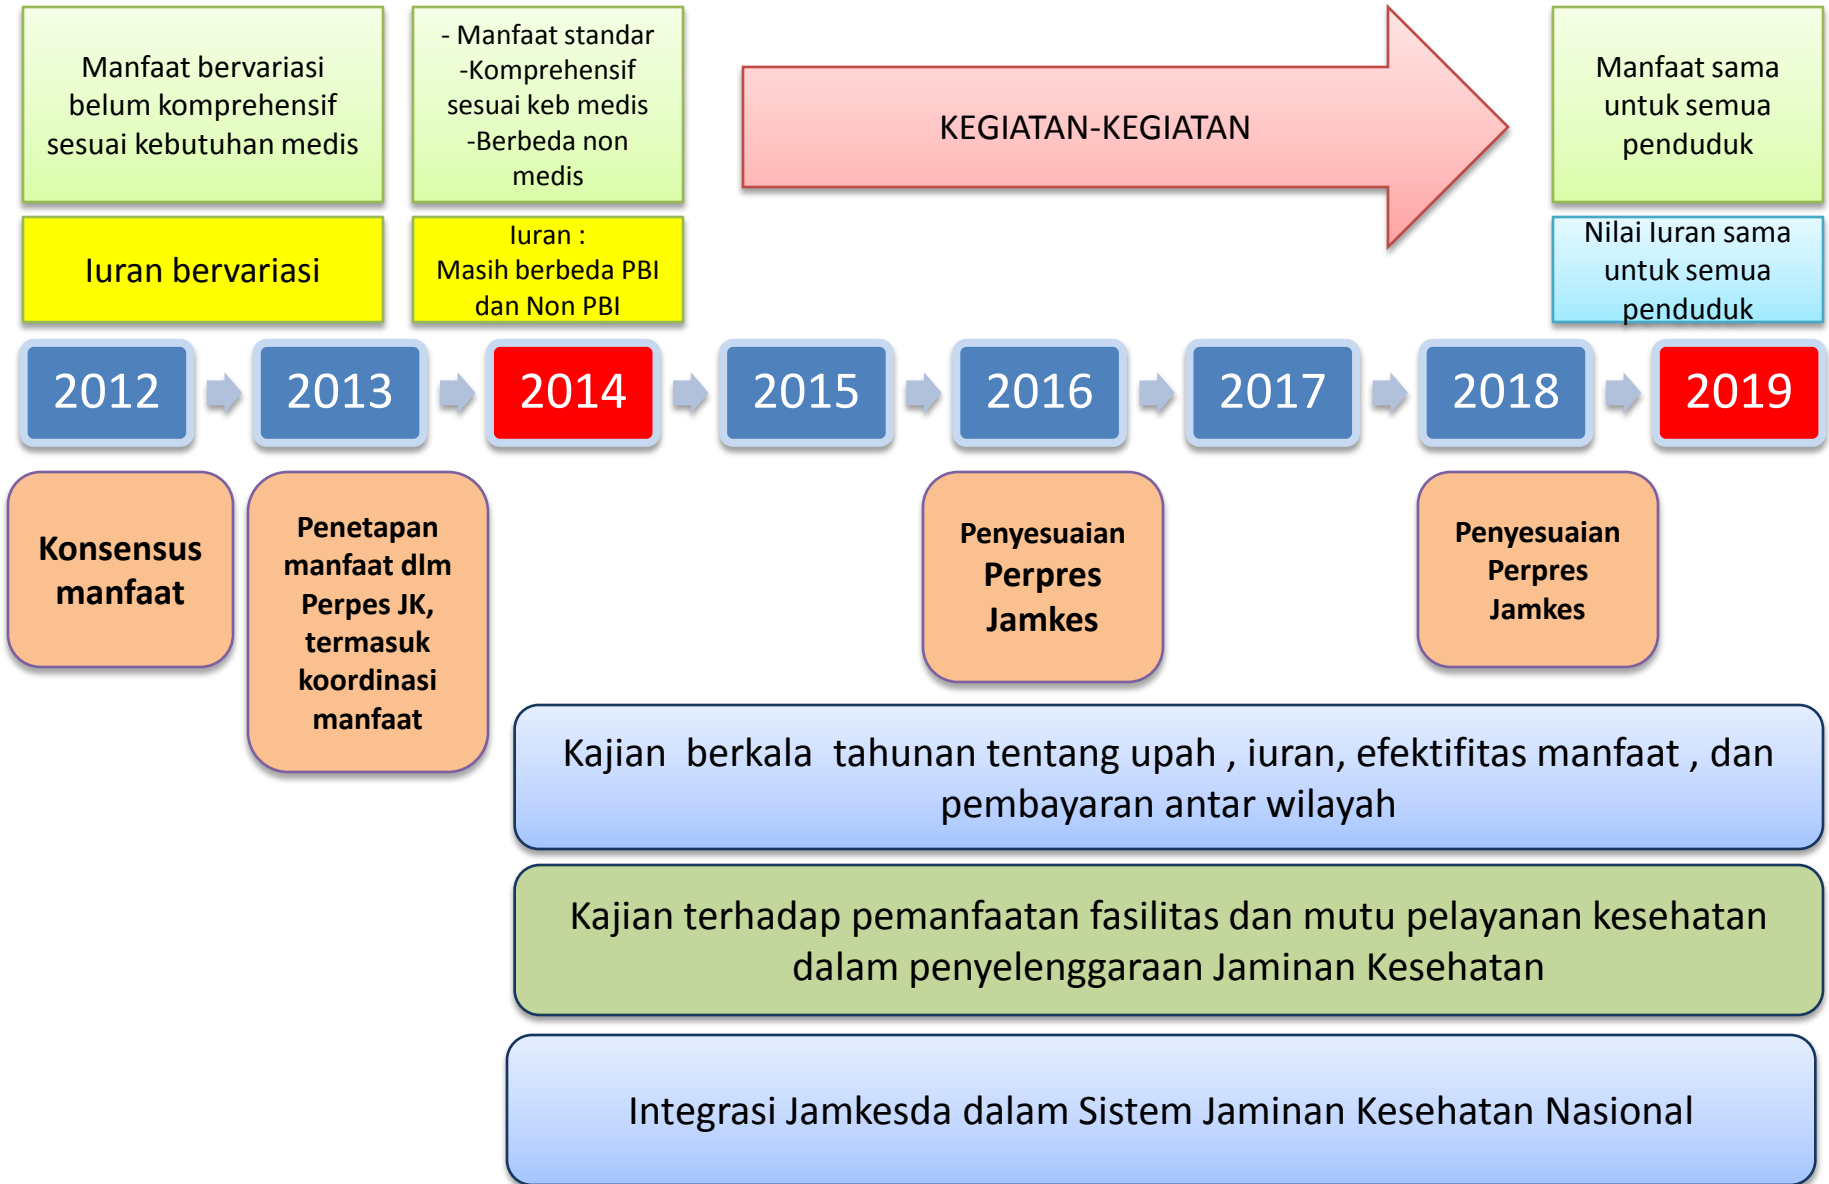 Manfaat bervariasi
belum komprehensif
sesuai kebutuhan medis
- Manfaat standar
-Komprehensif
sesuai keb medis
-Berbeda non
medis
KEGIATAN-KEGIATAN
Manfaat sama
untuk semua
penduduk
Iuran bervariasi
Iuran :
Masih berbeda PBI
dan Non PBI
Nilai Iuran sama
untuk semua
penduduk
2012
2013
2014
2015
2016
2017
2018
2019
Konsensus
manfaat
Penetapan
manfaat dlm
Perpes JK,
termasuk
koordinasi
manfaat
Penyesuaian
Perpres
Jamkes
Penyesuaian
Perpres
Jamkes
Kajian berkala tahunan tentang upah , iuran, efektifitas manfaat , dan
pembayaran antar wilayah
Kajian terhadap pemanfaatan fasilitas dan mutu pelayanan kesehatan
dalam penyelenggaraan Jaminan Kesehatan
Integrasi Jamkesda dalam Sistem Jaminan Kesehatan Nasional